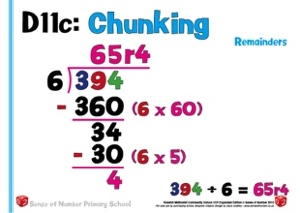 D11c: Chunking
Remainders
65r4
6 394
- 360 (6 x 60)
34
- 30 (6 x 5)
4
394 ÷ 6 = 65r4
Sense of Number Primary School